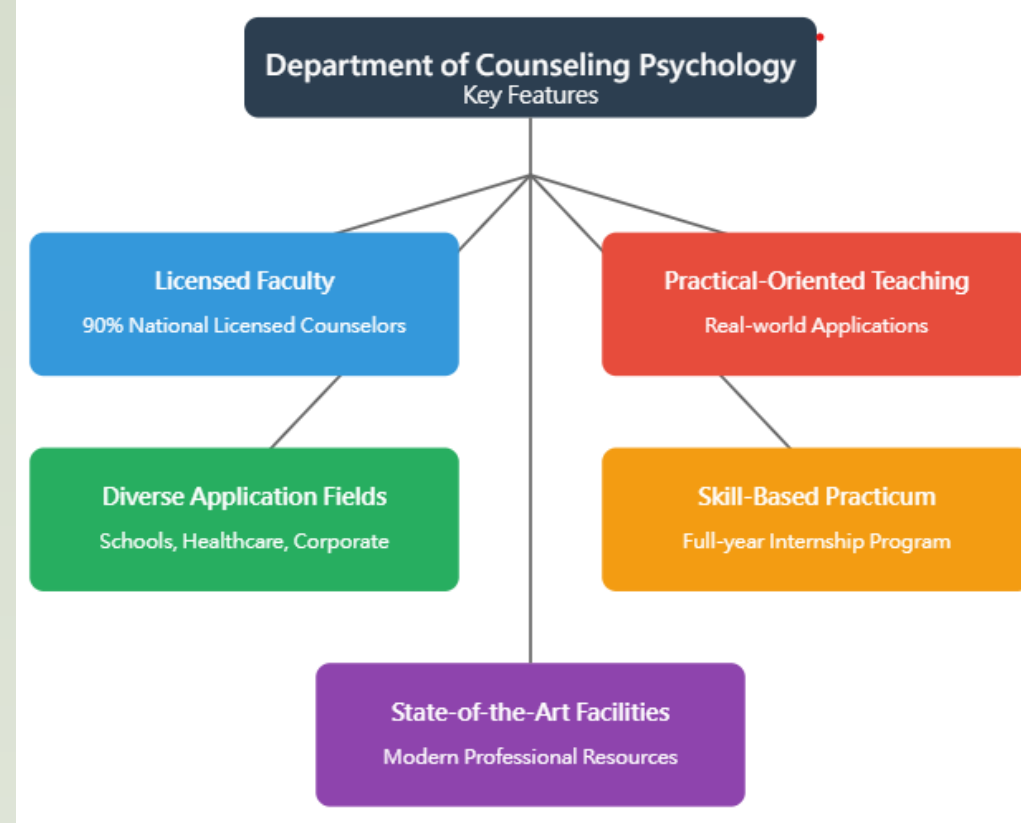 Department of Counseling Psychology
Key Features
Licensed Faculty
90% National Licensed Counselors
Practical-Oriented Teaching
Real-world Applications
Diverse Application Fields
Schools, Healthcare, Corporate
Skill-Based Practicum
Full-year Internship Program
State-of-the-Art Facilities
Modern Professional Resources